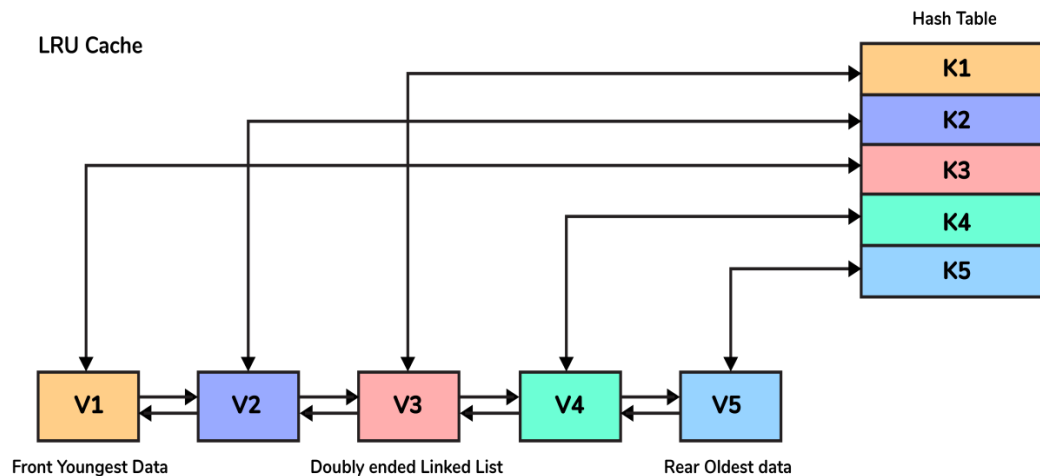 Hash Table
LRU Cache
K1
K2
K3
K4
K5
V1
V2
V3
V4
V5
Front Youngest Data
Doubly ended Linked List
Rear Oldest data